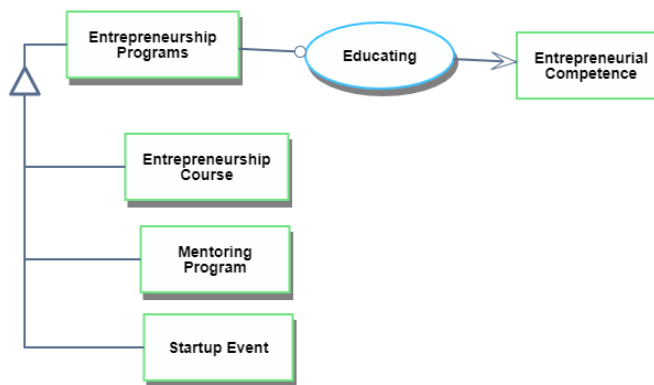 Entrepreneurship
Programs
Educating
Entrepreneurial
Competence
Entrepreneurship
Course
Mentoring
Program
Startup Event